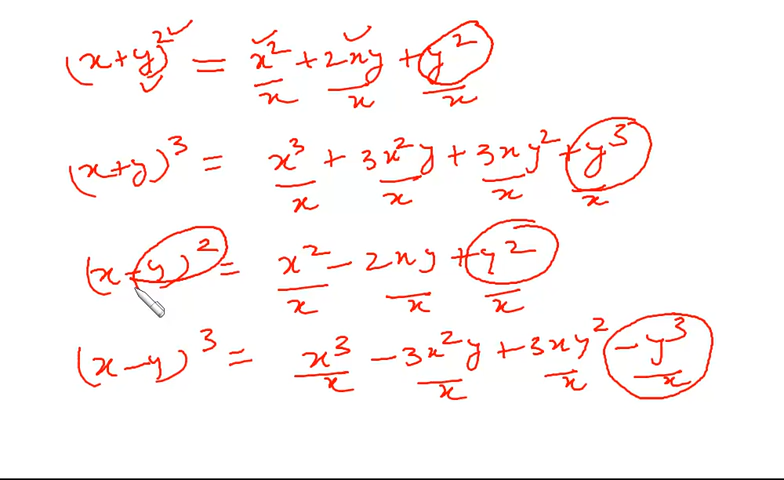 (x+y)² = x²/x + 2xy/x + y²/x
(x+y)³ = x³/x + 3x²y/x + 3xy²/x + y³/x
(x-y)² = x²/x - 2xy/x + y²/x
(x-y)³ = x³/x - 3x²y/x + 3xy²/x - y³/x